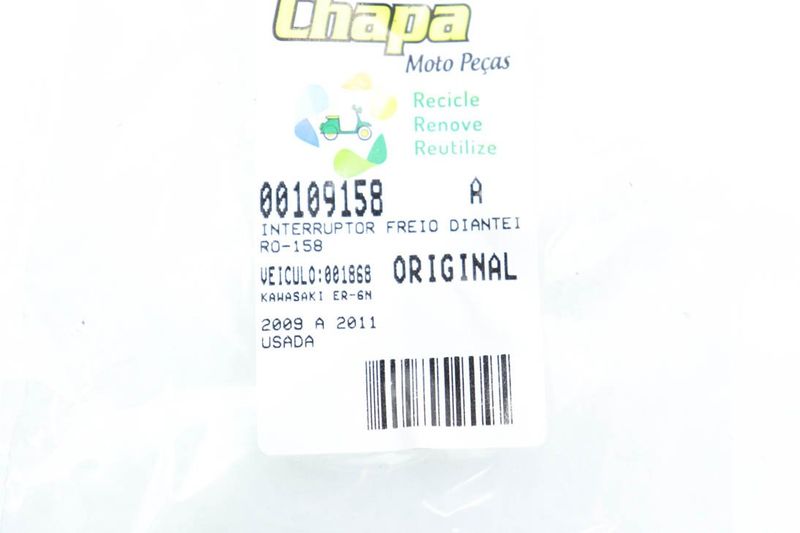 Chapa
Moto Peças
Recicle
Renove
Reutilize
00109158 A
INTERRUPTOR FREIO DIANTEI
RO-158
VEICULO:001868 ORIGINAL
KAWASAKI ER-6N
2009 A 2011
USADA